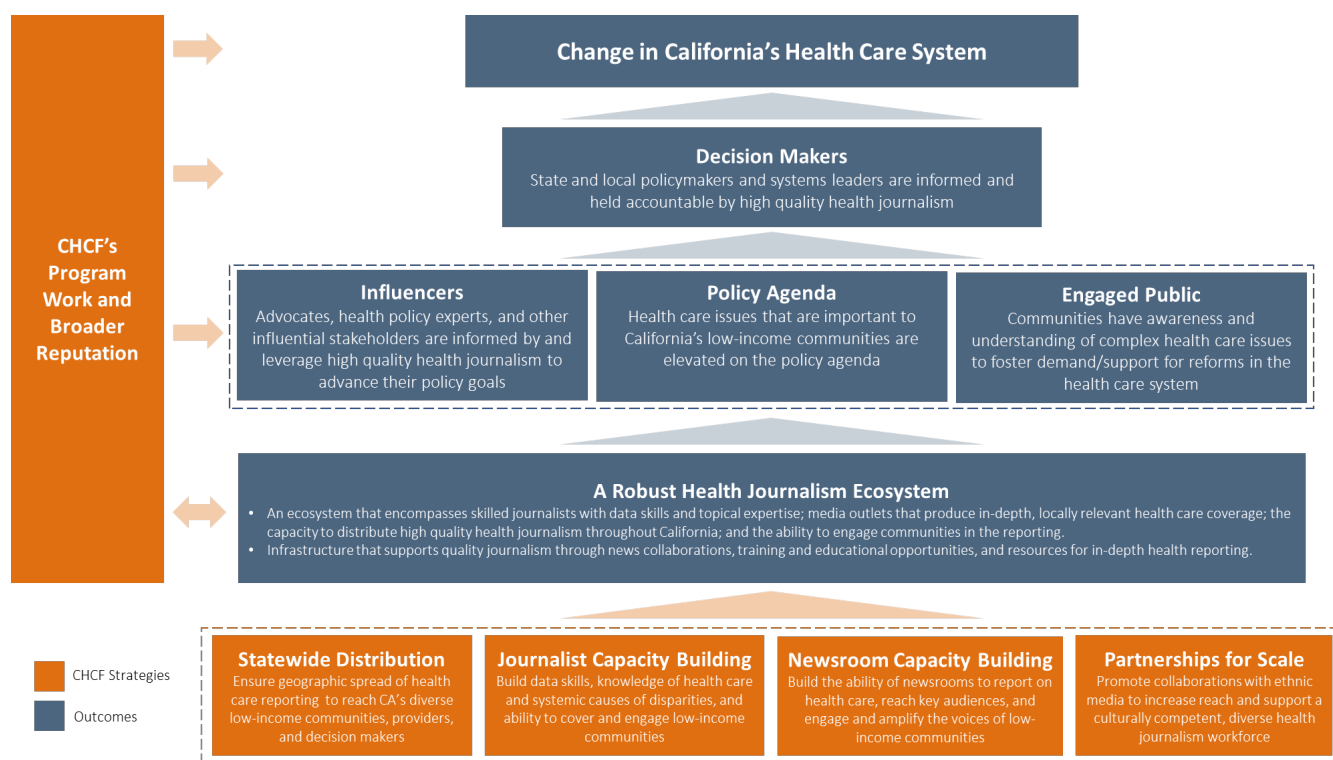 Change in California's Health Care System
Decision Makers
State and local policymakers and systems leaders are informed and
held accountable by high quality health journalism
CHCF's
Program
Work and
Broader
Reputation
Influencers
Advocates, health policy experts, and other
influential stakeholders are informed by and
leverage high quality health journalism to
advance their policy goals
Policy Agenda
Health care issues that are important to
California's low-income communities are
elevated on the policy agenda
Engaged Public
Communities have awareness and
understanding of complex health care issues
to foster demand/support for reforms in the
health care system
A Robust Health Journalism Ecosystem
• An ecosystem that encompasses skilled journalists with data skills and topical expertise; media outlets that produce in-depth, locally relevant health care coverage; the
capacity to distribute high quality health journalism throughout California; and the ability to engage communities in the reporting.
• Infrastructure that supports quality journalism through news collaborations, training and educational opportunities, and resources for in-depth health reporting.
CHCF Strategies
Outcomes
Statewide Distribution
Ensure geographic spread of health
care reporting to reach CA's diverse
low-income communities, providers,
and decision makers
Journalist Capacity Building
Build data skills, knowledge of health care
and systemic causes of disparities, and
ability to cover and engage low-income
communities
Newsroom Capacity Building
Build the ability of newsrooms to report on
health care, reach key audiences, and
engage and amplify the voices of low-
income communities
Partnerships for Scale
Promote collaborations with ethnic
media to increase reach and support a
culturally competent, diverse health
journalism workforce